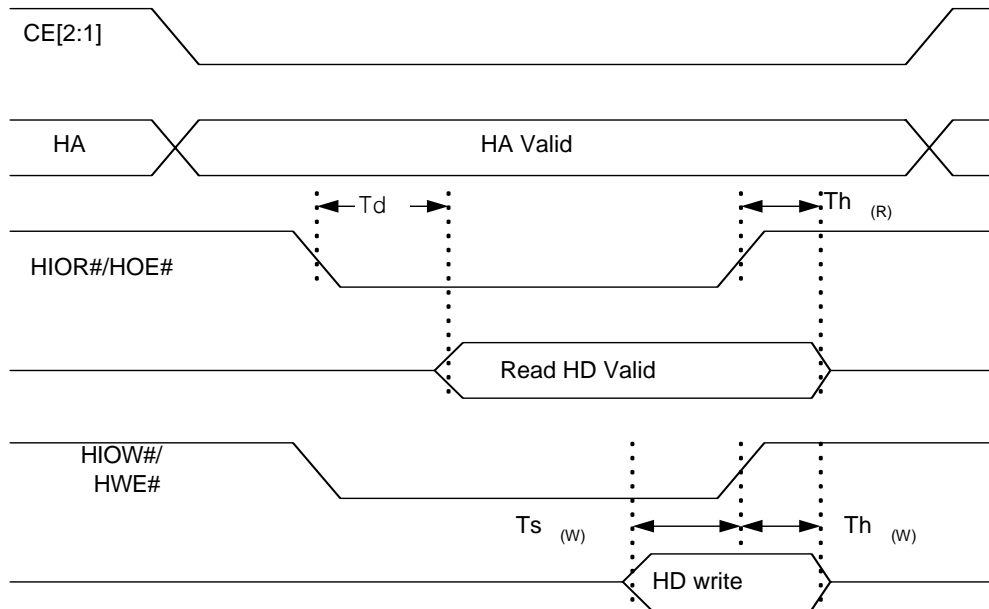 CE[2:1]
HA
HA Valid
Td
Th (R)
HIOR#/HOE#
Read HD Valid
HIOW#/
HWE#
Ts (W)
Th (W)
HD write